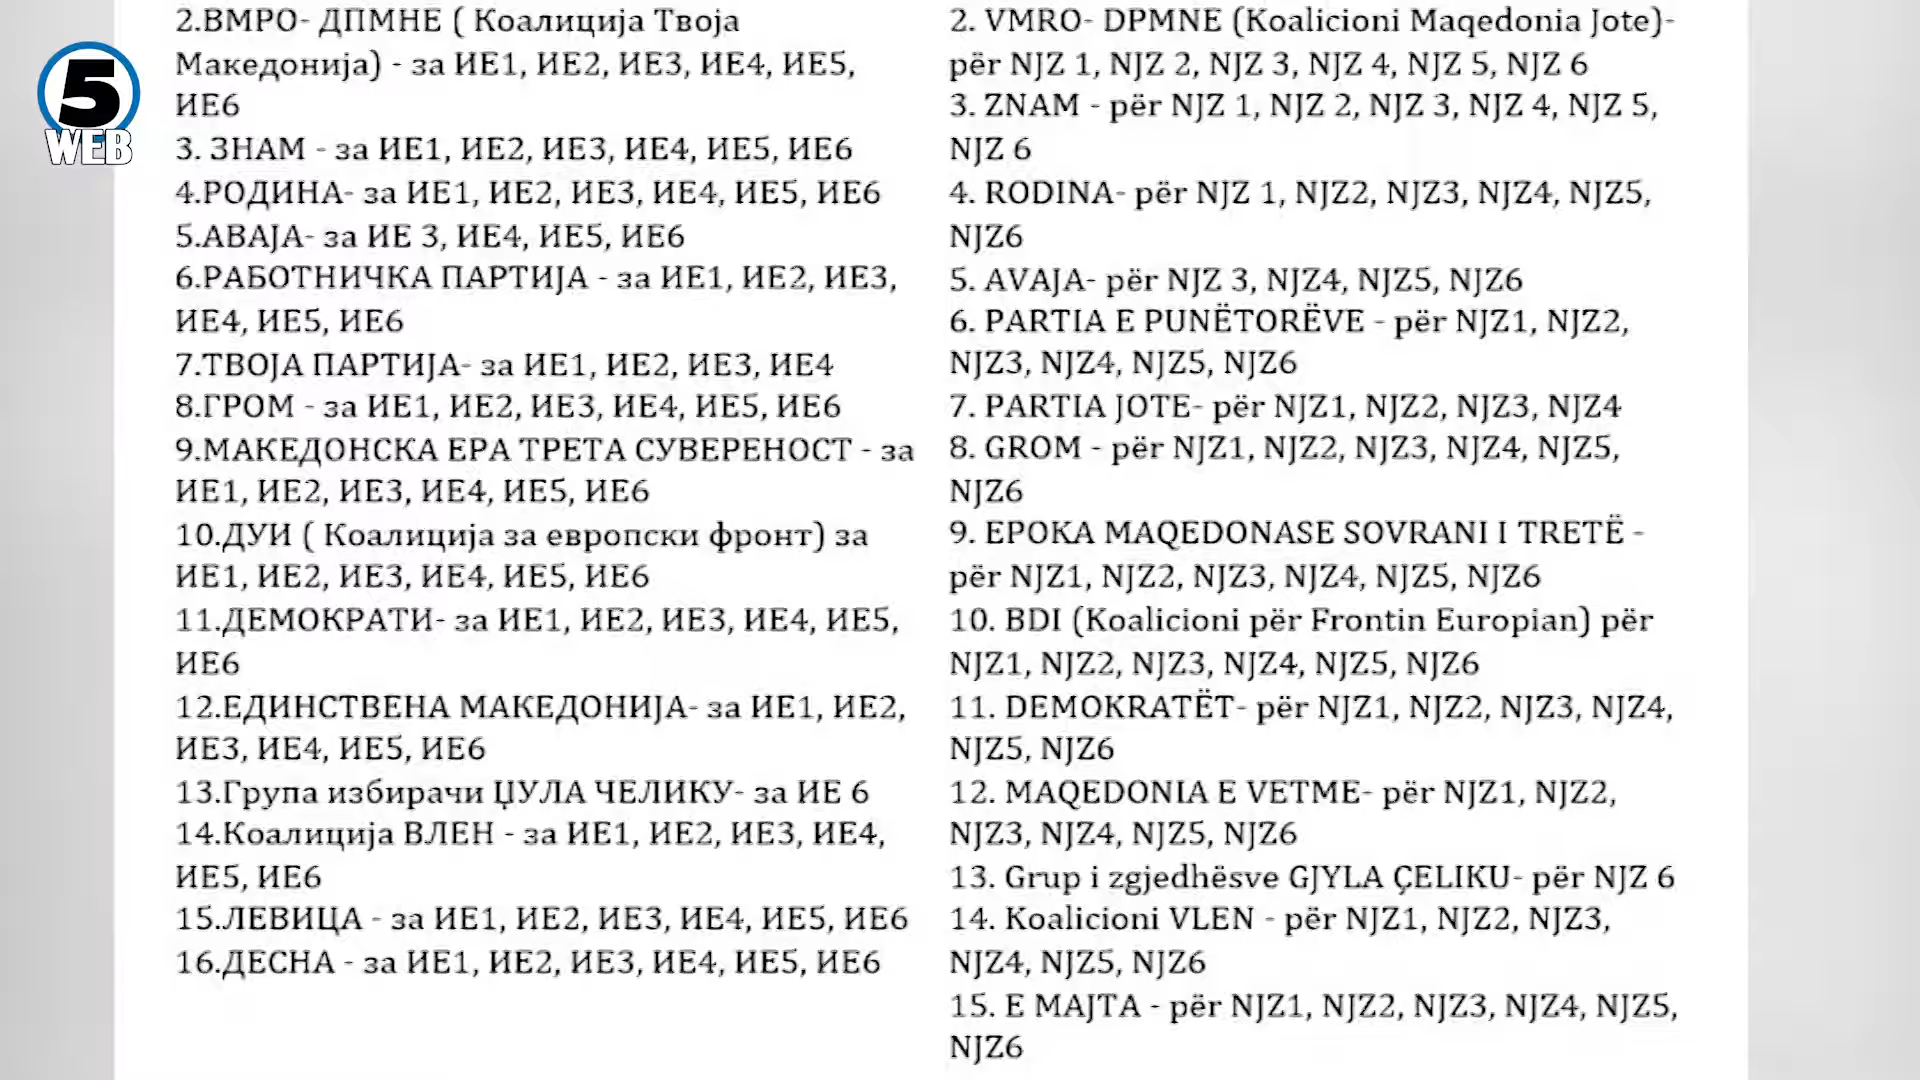 5
WEB
2.ВМРО- ДПМНЕ ( Коалиција Твоја
Македонија) - за ИЕ1, ИЕ2, ИЕ3, ИЕ4, ИЕ5,
ИЕ6
3. ЗНАМ - за ИЕ1, ИЕ2, ИЕ3, ИЕ4, ИЕ5, ИЕ6
4.РОДИНА- за ИЕ1, ИЕ2, ИЕ3, ИЕ4, ИЕ5, ИЕ6
5.АВАЈА- за ИЕ 3, ИЕ4, ИЕ5, ИЕ6
6.РАБОТНИЧКА ПАРТИЈА - за ИЕ1, ИЕ2, ИЕ3,
ИЕ4, ИЕ5, ИЕ6
7.ТВОЈА ПАРТИЈА- за ИЕ1, ИЕ2, ИЕ3, ИЕ4
8.ГРОМ - за ИЕ1, ИЕ2, ИЕ3, ИЕ4, ИЕ5, ИЕ6
9.МАКЕДОНСКА ЕРА ТРЕТА СУВЕРЕНОСТ - за
ИЕ1, ИЕ2, ИЕ3, ИЕ4, ИЕ5, ИЕ6
10.ДУИ ( Коалиција за европски фронт) за
ИЕ1, ИЕ2, ИЕ3, ИЕ4, ИЕ5, ИЕ6
11.ДЕМОКРАТИ- за ИЕ1, ИЕ2, ИЕ3, ИЕ4, ИЕ5,
ИЕ6
12.ЕДИНСТВЕНА МАКЕДОНИЈА- за ИЕ1, ИЕ2,
ИЕ3, ИЕ4, ИЕ5, ИЕ6
13.Група избирачи ЏУЛА ЧЕЛИКУ- за ИЕ 6
14.Коалиција ВЛЕН - за ИЕ1, ИЕ2, ИЕ3, ИЕ4,
ИЕ5, ИЕ6
15.ЛЕВИЦА - за ИЕ1, ИЕ2, ИЕ3, ИЕ4, ИЕ5, ИЕ6
16.ДЕСНА - за ИЕ1, ИЕ2, ИЕ3, ИЕ4, ИЕ5, ИЕ6
2. VMRO- DPMNE (Koalicioni Maqedonia Jote)-
për NJZ 1, NJZ 2, NJZ 3, NJZ 4, NJZ 5, NJZ 6
3. ZNAM - për NJZ 1, NJZ 2, NJZ 3, NJZ 4, NJZ 5,
NJZ 6
4. RODINA- për NJZ 1, NJZ2, NJZ3, NJZ4, NJZ5,
NJZ6
5. AVAJA- për NJZ 3, NJZ4, NJZ5, NJZ6
6. PARTIA E PUNËTORËVE - për NJZ1, NJZ2,
NJZ3, NJZ4, NJZ5, NJZ6
7. PARTIA JOTE- për NJZ1, NJZ2, NJZ3, NJZ4
8. GROM - për NJZ1, NJZ2, NJZ3, NJZ4, NJZ5,
NJZ6
9. EPOKA MAQEDONASE SOVRANI I TRETË -
për NJZ1, NJZ2, NJZ3, NJZ4, NJZ5, NJZ6
10. BDI (Koalicioni për Frontin Europian) për
NJZ1, NJZ2, NJZ3, NJZ4, NJZ5, NJZ6
11. DEMOKRATËT- për NJZ1, NJZ2, NJZ3, NJZ4,
NJZ5, NJZ6
12. MAQEDONIA E VETME- për NJZ1, NJZ2,
NJZ3, NJZ4, NJZ5, NJZ6
13. Grup i zgjedhësve GJYLA ÇELIKU- për NJZ 6
14. Koalicioni VLEN - për NJZ1, NJZ2, NJZ3,
NJZ4, NJZ5, NJZ6
15. E MAJTA - për NJZ1, NJZ2, NJZ3, NJZ4, NJZ5,
NJZ6